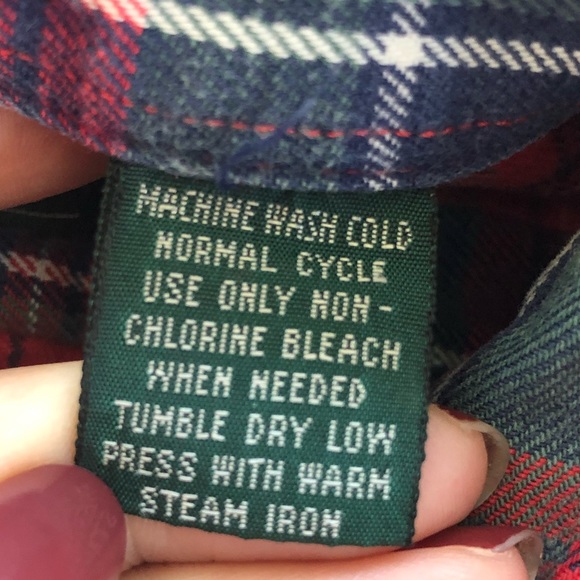 MACHINE WASH COLD
NORMAL CYCLE
USE ONLY NON-
CHLORINE BLEACH
WHEN NEEDED
TUMBLE DRY LOW
PRESS WITH WARM
STEAM IRON